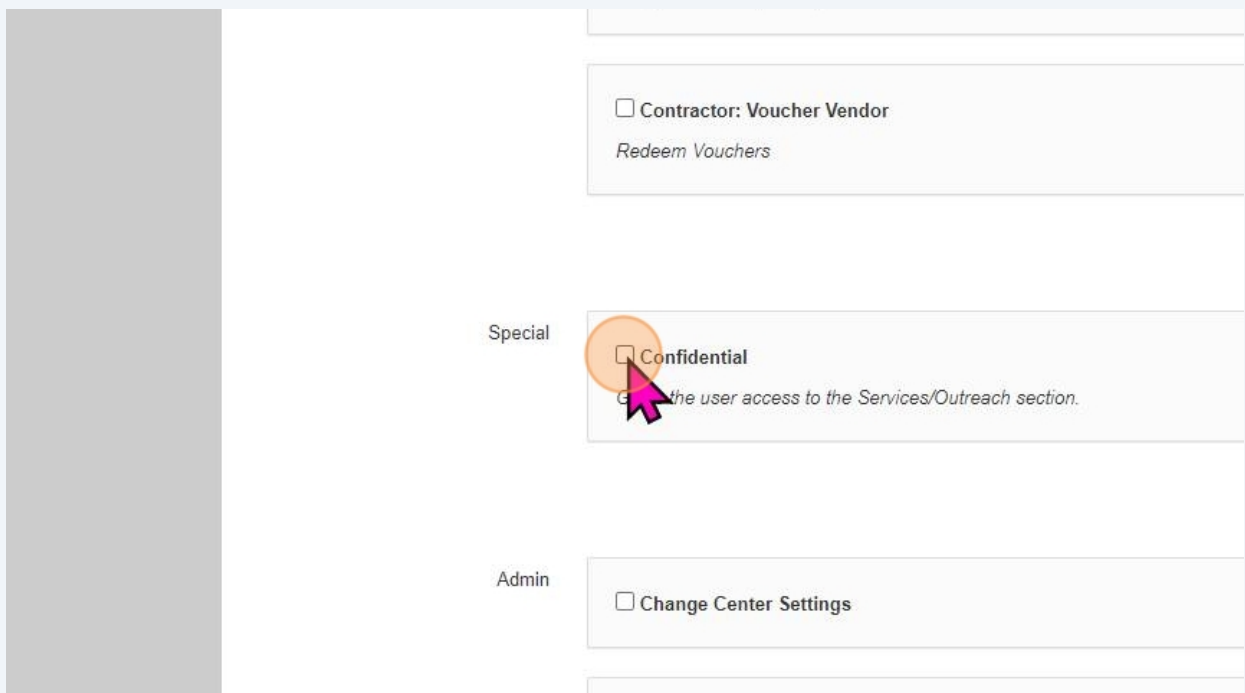 Contractor: Voucher Vendor
Redeem Vouchers
Special
Confidential
the user access to the Services/Outreach section.
Admin
Change Center Settings